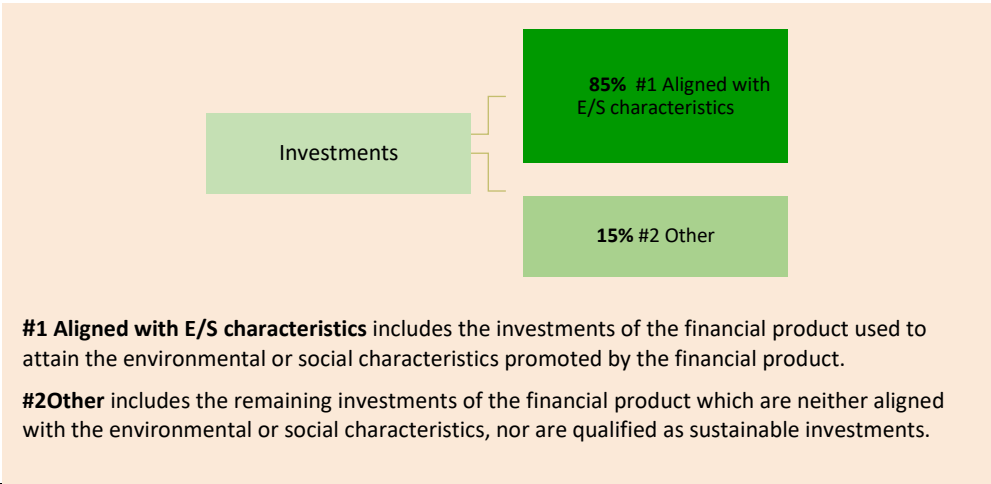 85% #1 Aligned with
E/S characteristics
Investments
15% #2 Other
#1 Aligned with E/S characteristics includes the investments of the financial product used to
attain the environmental or social characteristics promoted by the financial product.
#2Other includes the remaining investments of the financial product which are neither aligned
with the environmental or social characteristics, nor are qualified as sustainable investments.